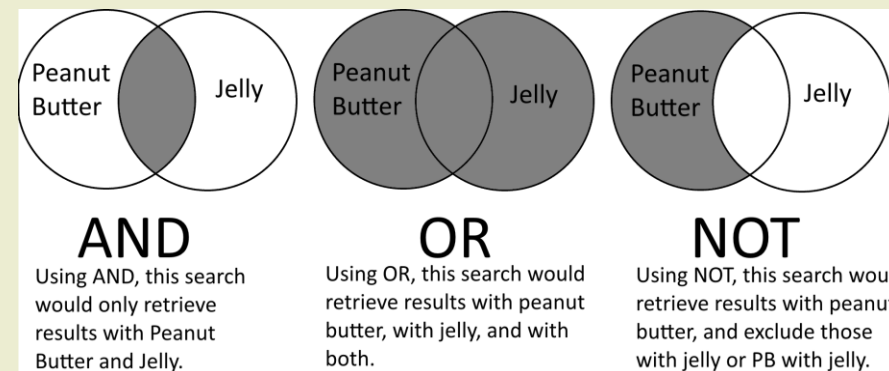 Peanut
Butter
Jelly
Peanut
Butter
Jelly
Peanut
Butter
Jelly
AND
Using AND, this search
would only retrieve
results with Peanut
Butter and Jelly.
OR
Using OR, this search would
retrieve results with peanut
butter, with jelly, and with
both.
NOT
Using NOT, this search
retrieve results with
butter, and exclude those
with jelly or PB with jelly.